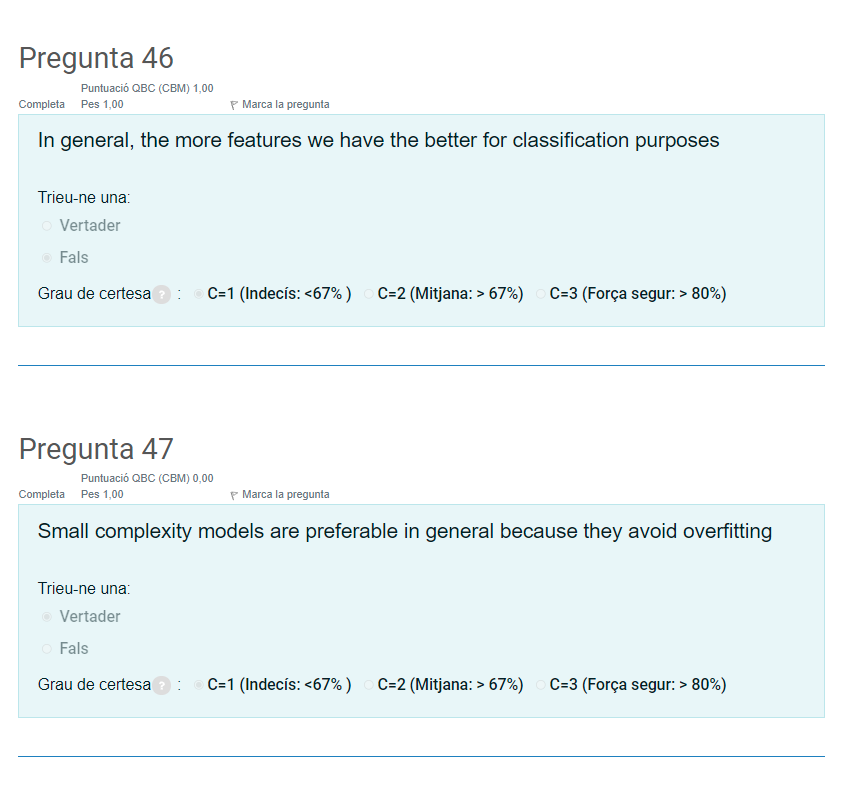 Pregunta 46
Puntuació QBC (CBM) 1,00
Completa Pes 1,00 Marca la pregunta
In general, the more features we have the better for classification purposes
Trieu-ne una:
Vertader
Fals
Grau de certesa ? : C=1 (Indecís: <67% ) C=2 (Mitjana: > 67%) C=3 (Força segur: > 80%)
Pregunta 47
Puntuació QBC (CBM) 0,00
Completa Pes 1,00 Marca la pregunta
Small complexity models are preferable in general because they avoid overfitting
Trieu-ne una:
Vertader
Fals
Grau de certesa ? : C=1 (Indecís: <67% ) C=2 (Mitjana: > 67%) C=3 (Força segur: > 80%)